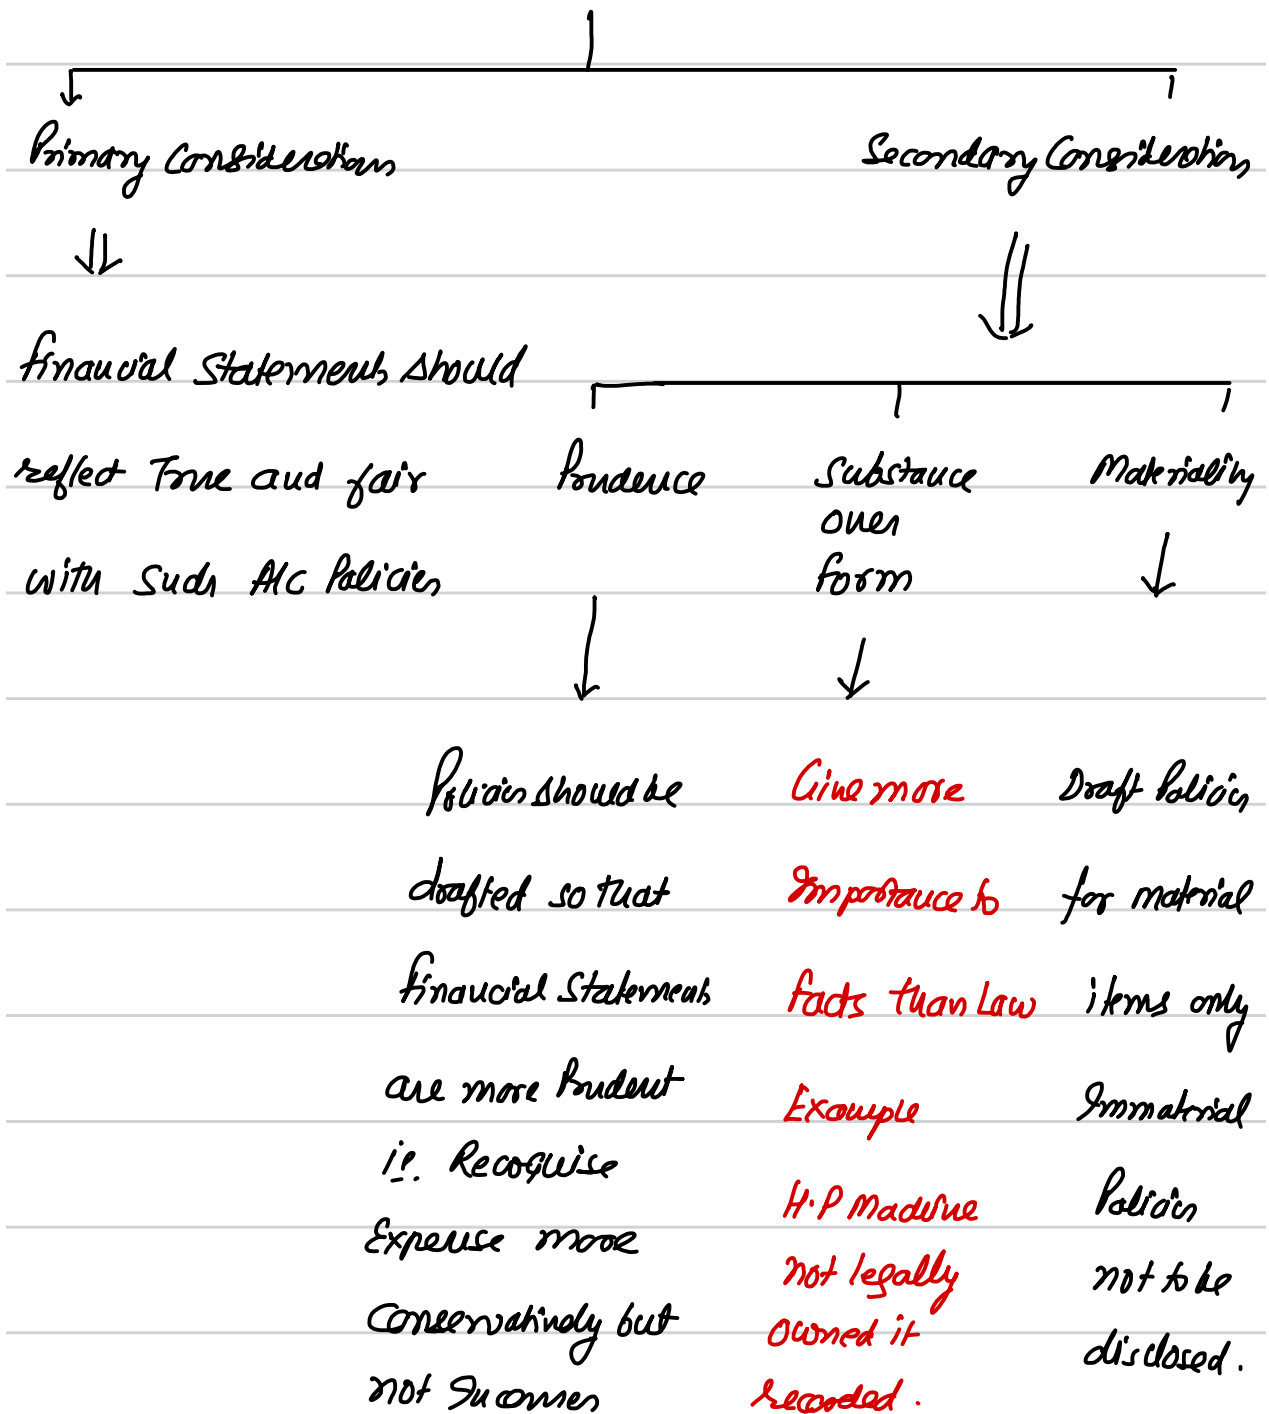 Primary Considerations
Secondary Considerations
Financial Statements should
reflect True and fair
with such A/C Policies
Prudence
Substance
over
form
Materiality
Policies should be
drafted so that
financial Statements
are more Prudent
i.e. Recognise
Expense more
Conservatively but
not Incomes
Give more
Importance to
facts than Law
Example
H.P Machine
not legally
owned it
recorded.
Draft Policies
for material
items only
Immaterial
Policies
not to be
disclosed.